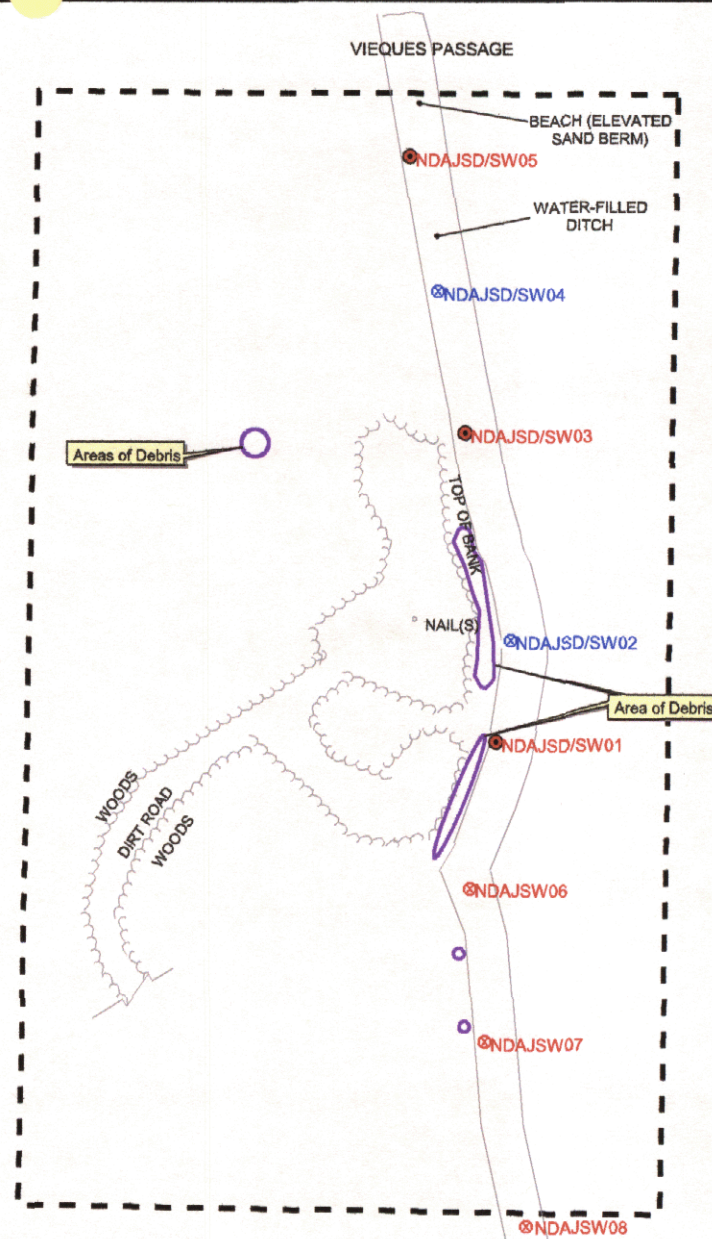 VIEQUES PASSAGE
BEACH (ELEVATED
SAND BERM)
NDAJSD/SW05
WATER-FILLED
DITCH
NDAJSD/SW04
NDAJSD/SW03
Areas of Debris
TOP OF BANK
NAIL(S)
NDAJSD/SW02
Area of Debris
NDAJSD/SW01
WOODS
DIRT ROAD
WOODS
NDAJSW06
NDAJSW07
NDAJSW08